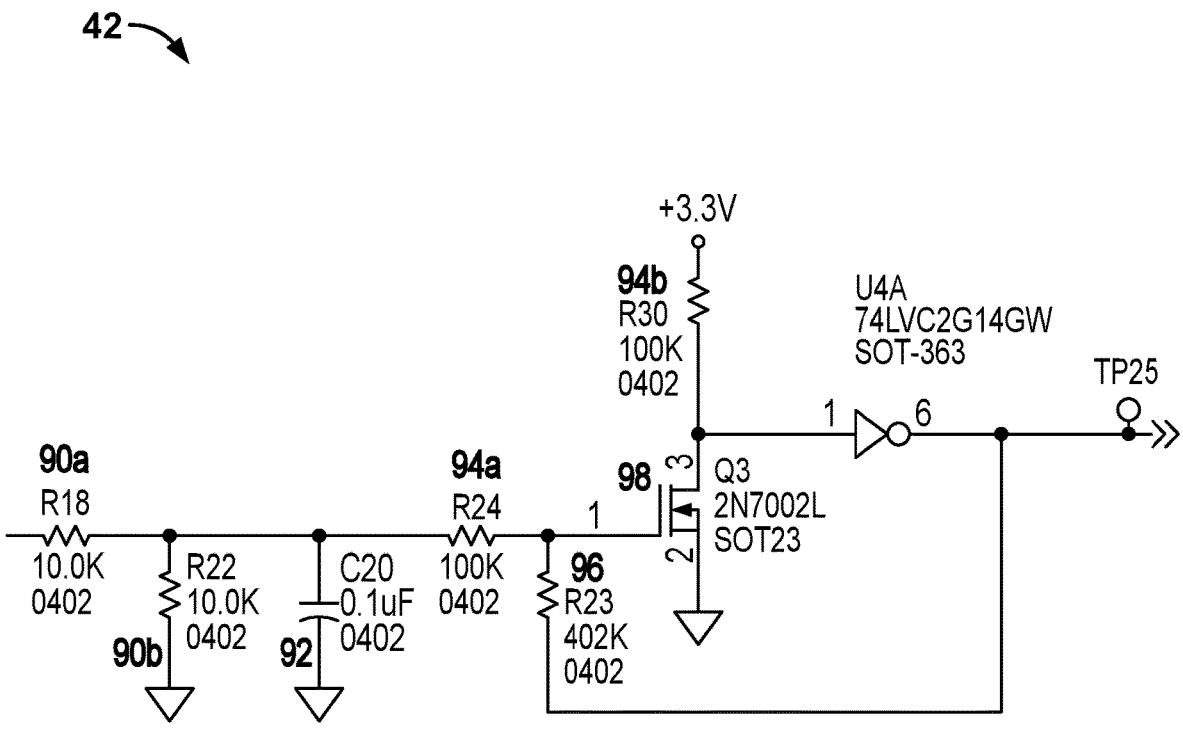 42
+3.3V
94b
R30
100K
0402
U4A
74LVC2G14GW
SOT-363
TP25
1
6
90a
R18
10.0K
0402
94a
R24
100K
0402
1
98
3
2
Q3
2N7002L
SOT23
R22
10.0K
0402
90b
C20
0.1uF
0402
92
96
R23
402K
0402